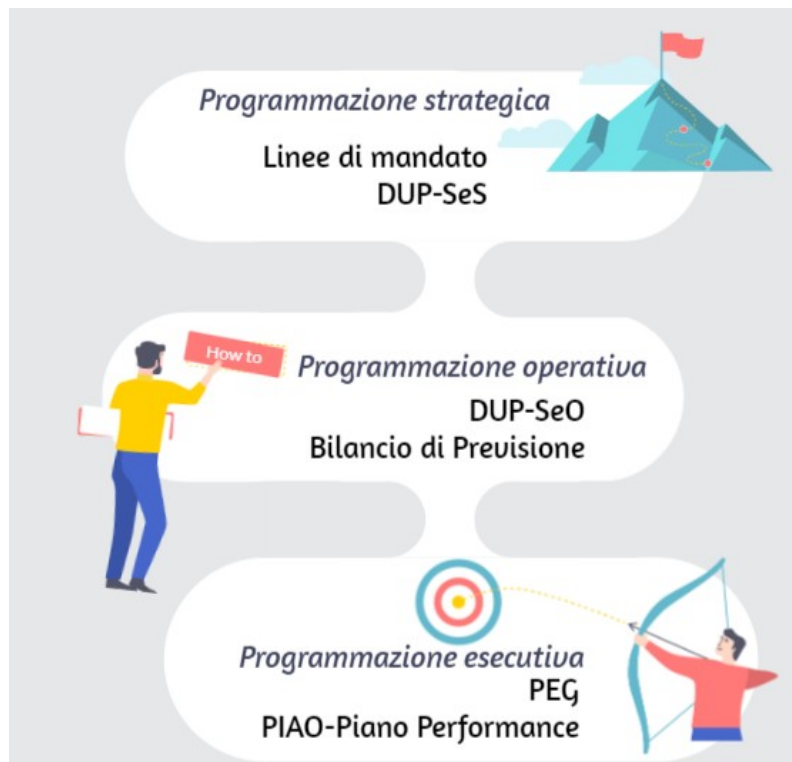 Programmazione strategica
Linee di mandato
DUP-SeS
How to
Programmazione operativa
DUP-SeO
Bilancio di Previsione
Programmazione esecutiva
PEG
PIAO-Piano Performance